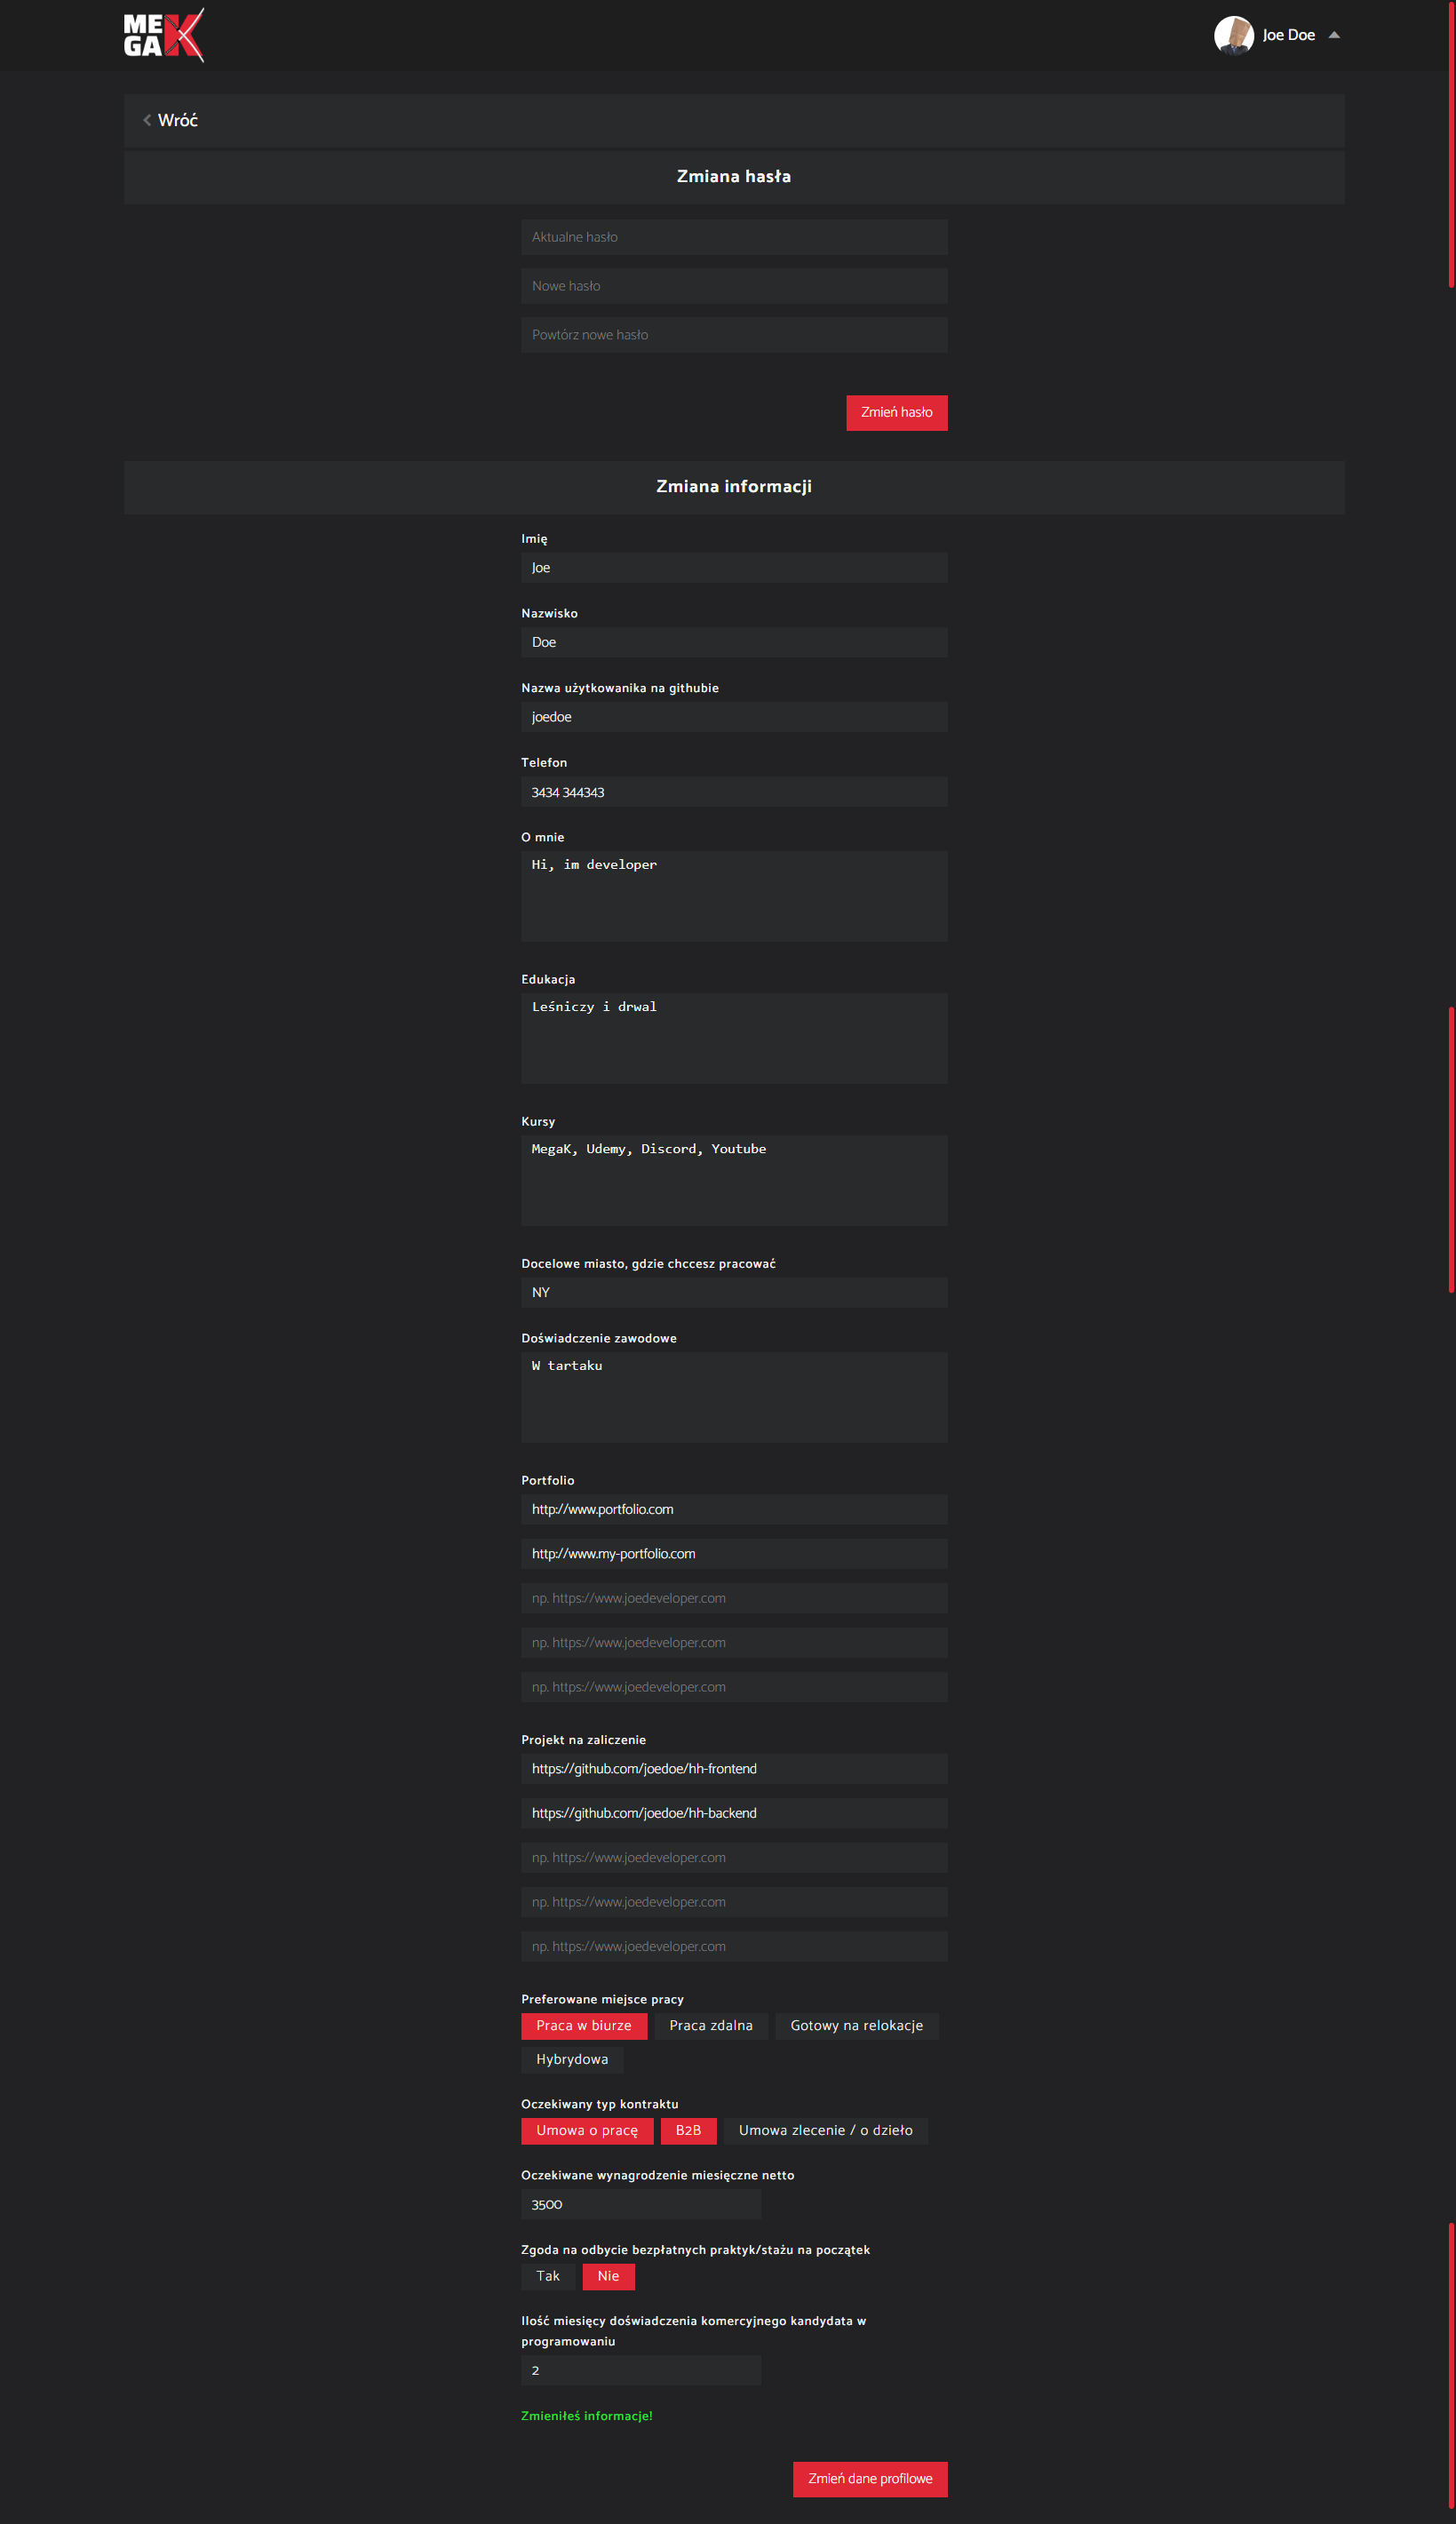 MEGAK
Joe Doe
Wróć
Zmiana hasła
Aktualne hasło
Nowe hasło
Powtórz nowe hasło
Zmień hasło
Zmiana informacji
Imię
Joe
Nazwisko
Doe
Nazwa użytkowanika na githubie
joedoe
Telefon
3434 344343
O mnie
Hi, im developer
Edukacja
Leśniczy i drwal
Kursy
MegaK, Udemy, Discord, Youtube
Docelowe miasto, gdzie chccesz pracować
NY
Doświadczenie zawodowe
W tartaku
Portfolio
http://www.portfolio.com
http://www.my-portfolio.com
np. https://www.joedeveloper.com
np. https://www.joedeveloper.com
np. https://www.joedeveloper.com
Projekt na zaliczenie
https://github.com/joedoe/hh-frontend
https://github.com/joedoe/hh-backend
np. https://www.joedeveloper.com
np. https://www.joedeveloper.com
np. https://www.joedeveloper.com
Preferowane miejsce pracy
Praca w biurze Praca zdalna Gotowy na relokacje
Hybrydowa
Oczekiwany typ kontraktu
Umowa o pracę B2B Umowa zlecenie / o dzieło
Oczekiwane wynagrodzenie miesięczne netto
3500
Zgoda na odbycie bezpłatnych praktyk/stażu na początek
Tak Nie
Ilość miesięcy doświadczenia komercyjnego kandydata w
programowaniu
2
Zmieniłeś informacje!
Zmień dane profilowe